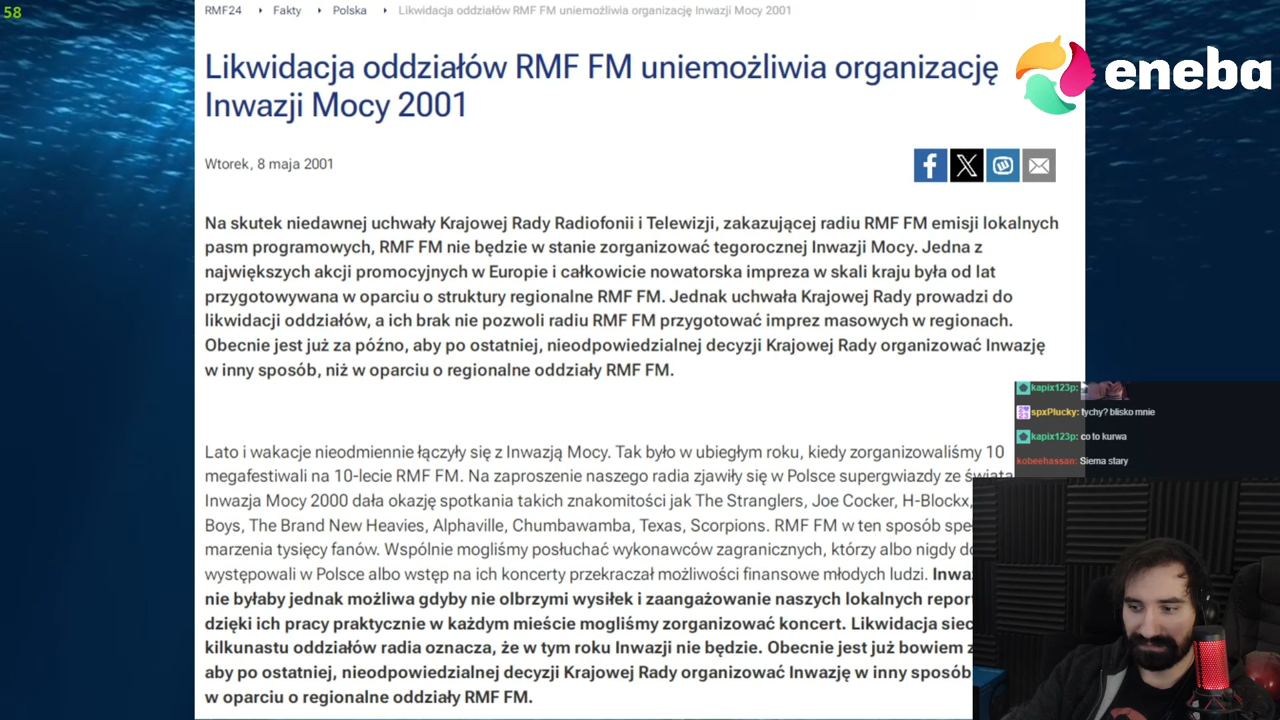 58
RMF24 Fakty Polska Likwidacja oddziałów RMF FM uniemożliwia organizację Inwazji Mocy 2001
Likwidacja oddziałów RMF FM uniemożliwia organizację
Inwazji Mocy 2001
eneba
Wtorek, 8 maja 2001
Na skutek niedawnej uchwały Krajowej Rady Radiofonii i Telewizji, zakazującej radiu RMF FM emisji lokalnych
pasm programowych, RMF FM nie będzie w stanie zorganizować tegorocznej Inwazji Mocy. Jedna z
największych akcji promocyjnych w Europie i całkowicie nowatorska impreza w skali kraju była od lat
przygotowywana w oparciu o struktury regionalne RMF FM. Jednak uchwała Krajowej Rady prowadzi do
likwidacji oddziałów, a ich brak nie pozwoli radiu RMF FM przygotować imprez masowych w regionach.
Obecnie jest już za późno, aby po ostatniej, nieodpowiedzialnej decyzji Krajowej Rady organizować Inwazję
w inny sposób, niż w oparciu o regionalne oddziały RMF FM.
kapix123p:
spxPlucky: tychy? blisko mnie
kapix123p: co to kurwa
kobeehassan: Siema stary
Lato i wakacje nieodmiennie łączyły się z Inwazją Mocy. Tak było w ubiegłym roku, kiedy zorganizowaliśmy 10
megafestiwali na 10-lecie RMF FM. Na zaproszenie naszego radia zjawiły się w Polsce supergwiazdy ze świata
Inwazja Mocy 2000 dała okazję spotkania takich znakomitości jak The Stranglers, Joe Cocker, H-Blockx,
Boys, The Brand New Heavies, Alphaville, Chumbawamba, Texas, Scorpions. RMF FM w ten sposób spe
marzenia tysięcy fanów. Wspólnie mogliśmy posłuchać wykonawców zagranicznych, którzy albo nigdy
występowali w Polsce albo wstęp na ich koncerty przekraczał możliwości finansowe młodych ludzi. Inwa
nie byłaby jednak możliwa gdyby nie olbrzymi wysiłek i zaangażowanie naszych lokalnych repor
dzięki ich pracy praktycznie w każdym mieście mogliśmy zorganizować koncert. Likwidacja siec
kilkunastu oddziałów radia oznacza, że w tym roku Inwazji nie będzie. Obecnie jest już bowiem z
aby po ostatniej, nieodpowiedzialnej decyzji Krajowej Rady organizować Inwazję w inny sposób
w oparciu o regionalne oddziały RMF FM.